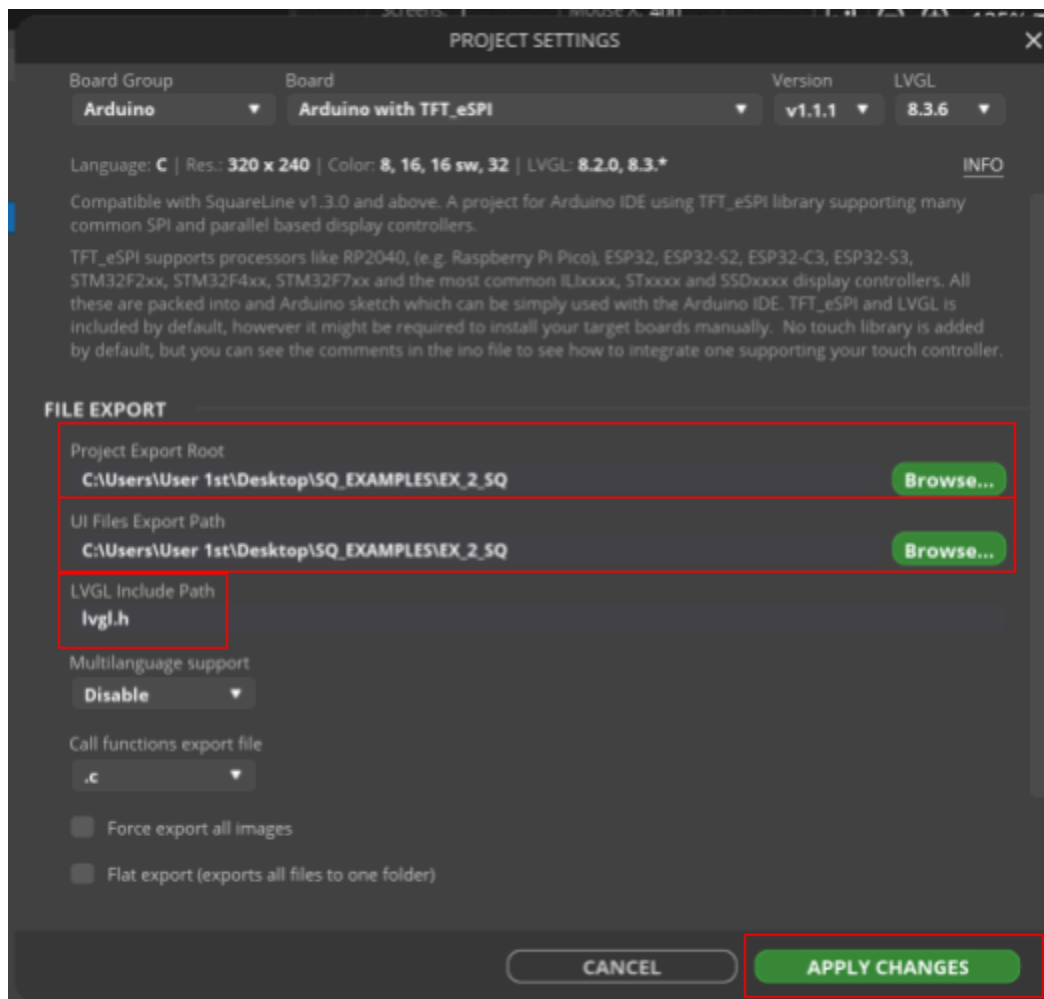 Screens: 1 Mouse X: 400 125%
PROJECT SETTINGS
Board Group Board Version LVGL
Arduino Arduino with TFT_eSPI v1.1.1 8.3.6
Language: C | Res.: 320 x 240 | Color: 8, 16, 16 sw, 32 | LVGL: 8.2.0, 8.3.* INFO
Compatible with SquareLine v1.3.0 and above. A project for Arduino IDE using TFT_eSPI library supporting many
common SPI and parallel based display controllers.
TFT_eSPI supports processors like RP2040, (e.g. Raspberry Pi Pico), ESP32, ESP32-S2, ESP32-C3, ESP32-S3,
STM32F2xx, STM32F4xx, STM32F7xx and the most common ILIxxxx, STxxxx and SSDxxxx display controllers. All
these are packed into and Arduino sketch which can be simply used with the Arduino IDE. TFT_eSPI and LVGL is
included by default, however it might be required to install your target boards manually. No touch library is added
by default, but you can see the comments in the ino file to see how to integrate one supporting your touch controller.
FILE EXPORT
Project Export Root
C:\Users\User 1st\Desktop\SQ_EXAMPLES\EX_2_SQ Browse...
UI Files Export Path
C:\Users\User 1st\Desktop\SQ_EXAMPLES\EX_2_SQ Browse...
LVGL Include Path
lvgl.h
Multilanguage support
Disable
Call functions export file
.c
Force export all images
Flat export (exports all files to one folder)
CANCEL APPLY CHANGES